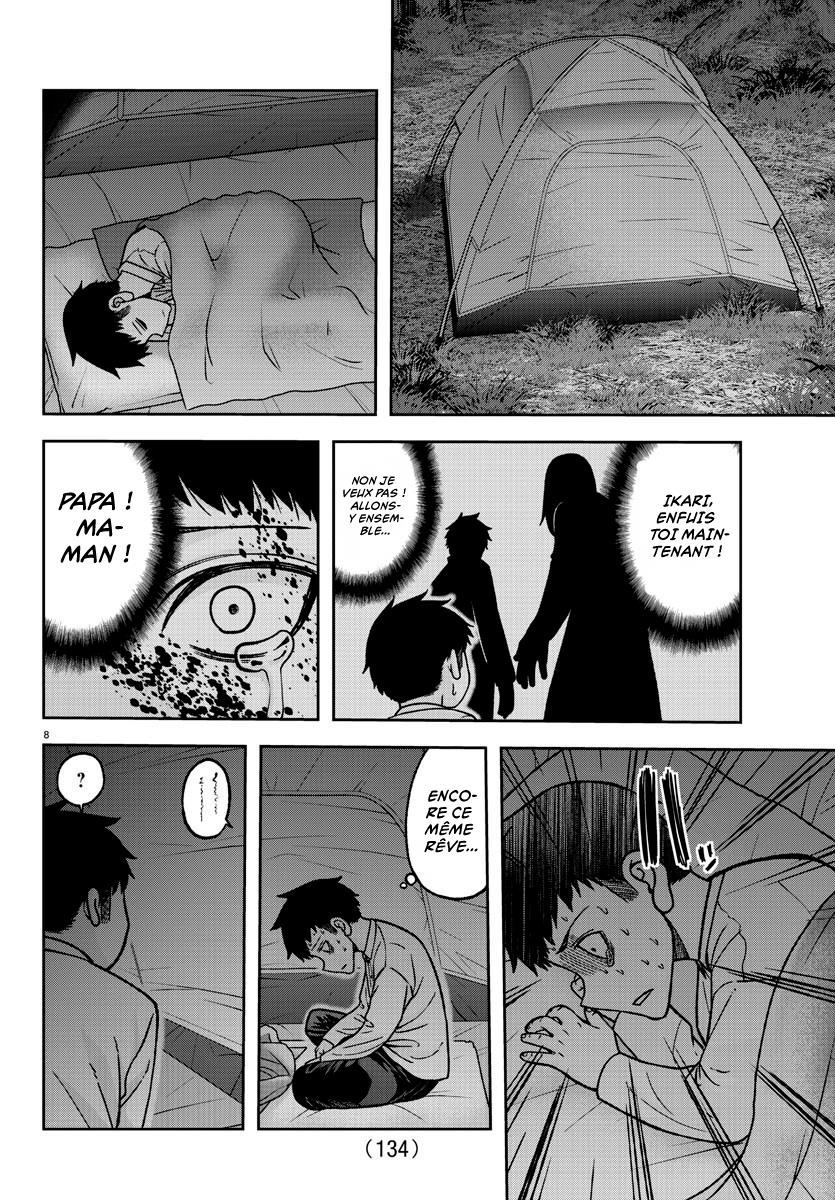 IKARI,
ENFUIS
TOI MAIN-
TENANT !
NON JE
VEUX PAS !
ALLONS-
Y ENSEM-
BLE...
PAPA !
MA-
MAN !
8
ッ
ENCO-
RE CE
MÊME
RÊVE...
?
(134)